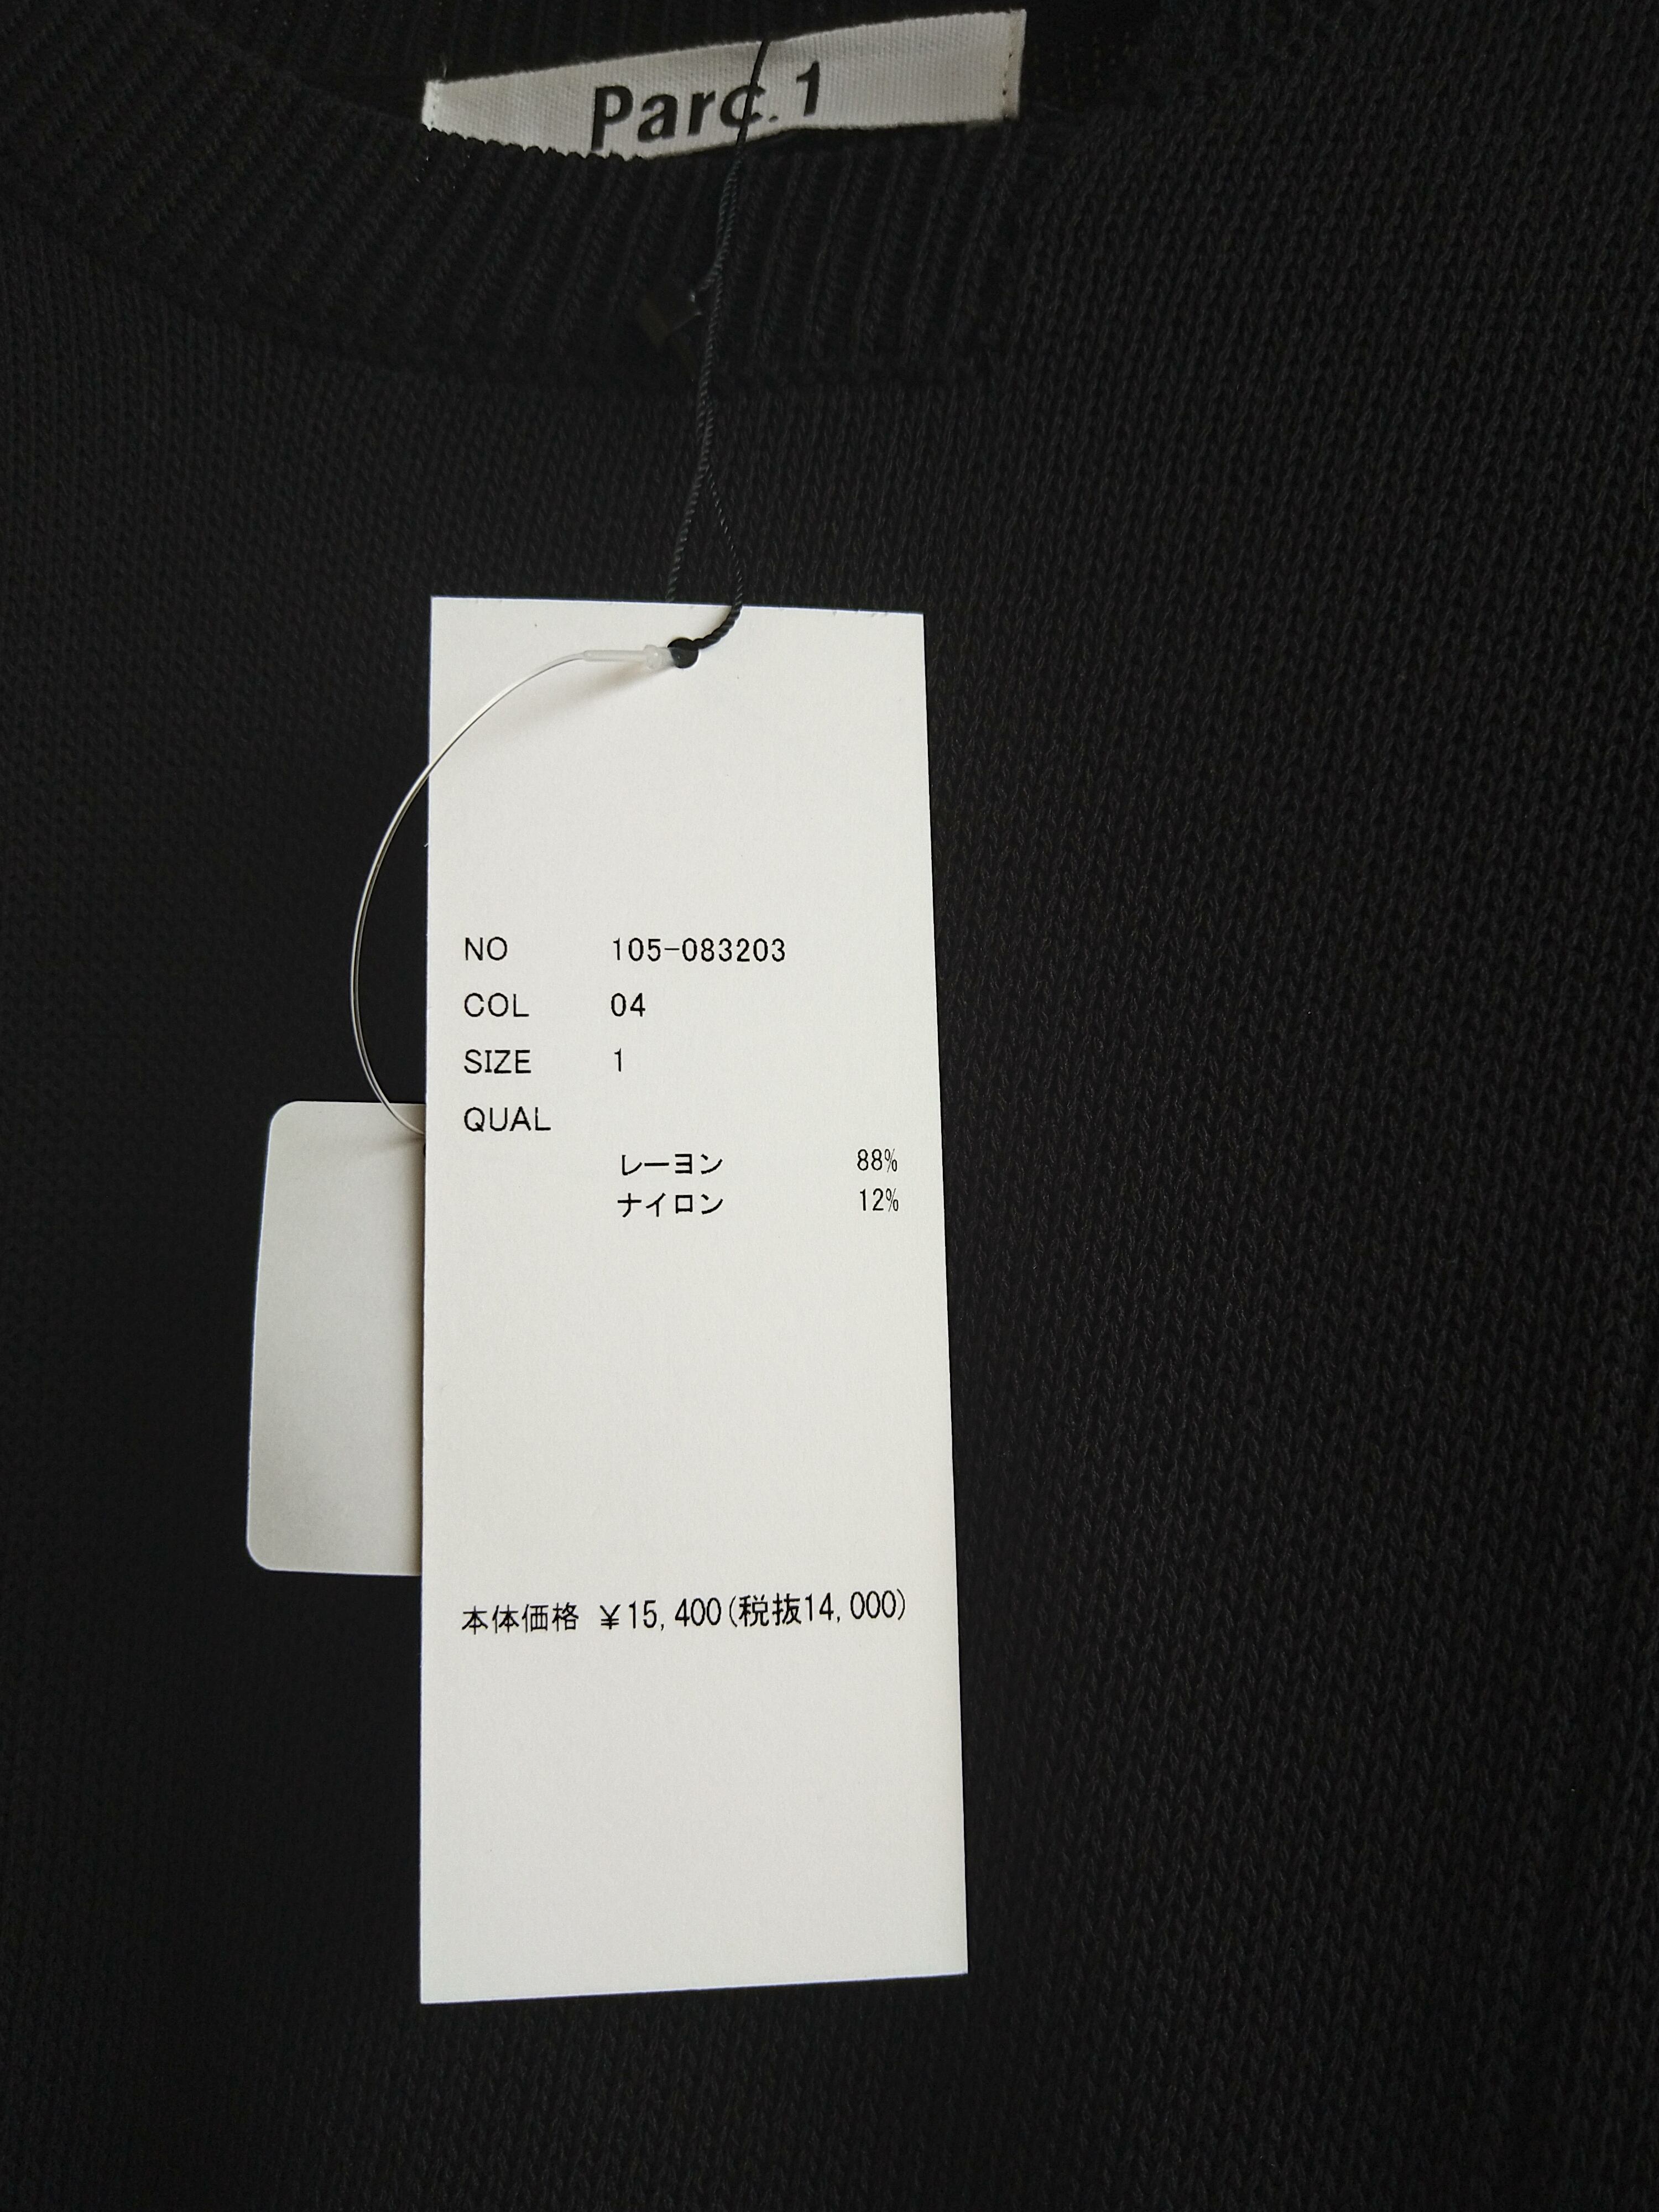 Parc.1
NO 105-083203
COL 04
SIZE 1
QUAL
レーヨン 88%
ナイロン 12%
本体価格 ¥15,400(税抜14,000)